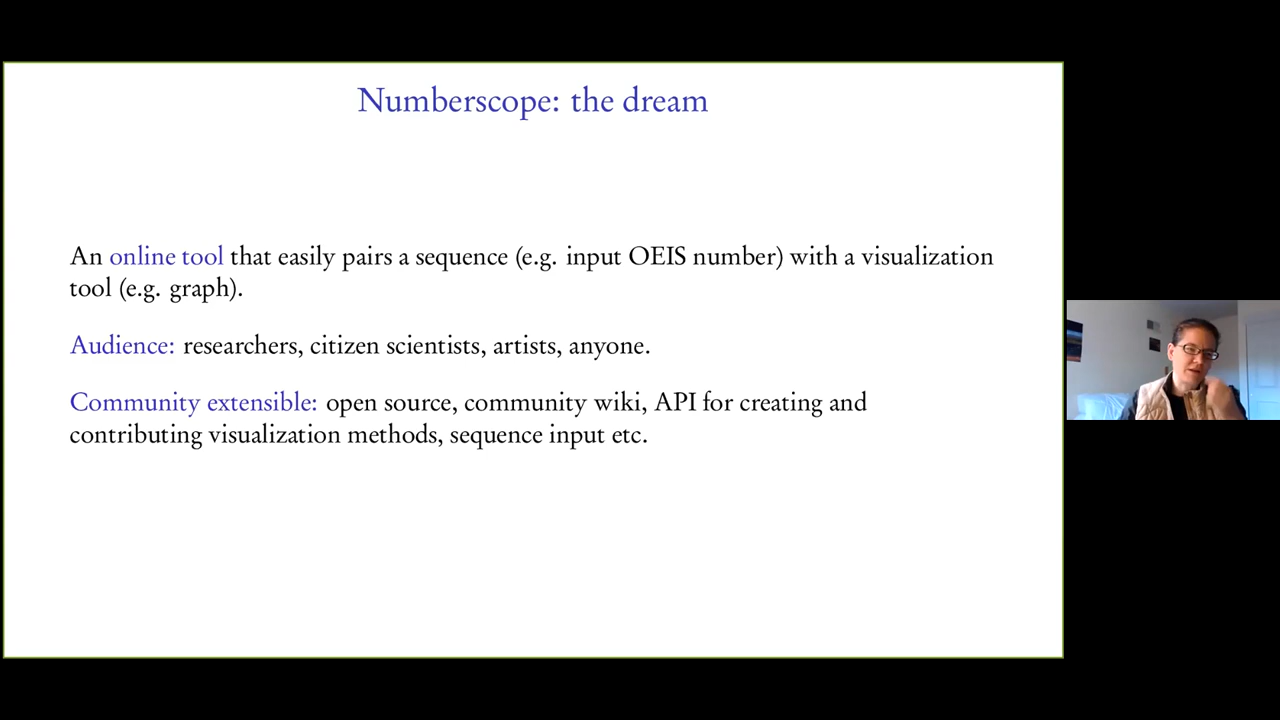 Numberscope: the dream
An online tool that easily pairs a sequence (e.g. input OEIS number) with a visualization
tool (e.g. graph).
Audience: researchers, citizen scientists, artists, anyone.
Community extensible: open source, community wiki, API for creating and
contributing visualization methods, sequence input etc.